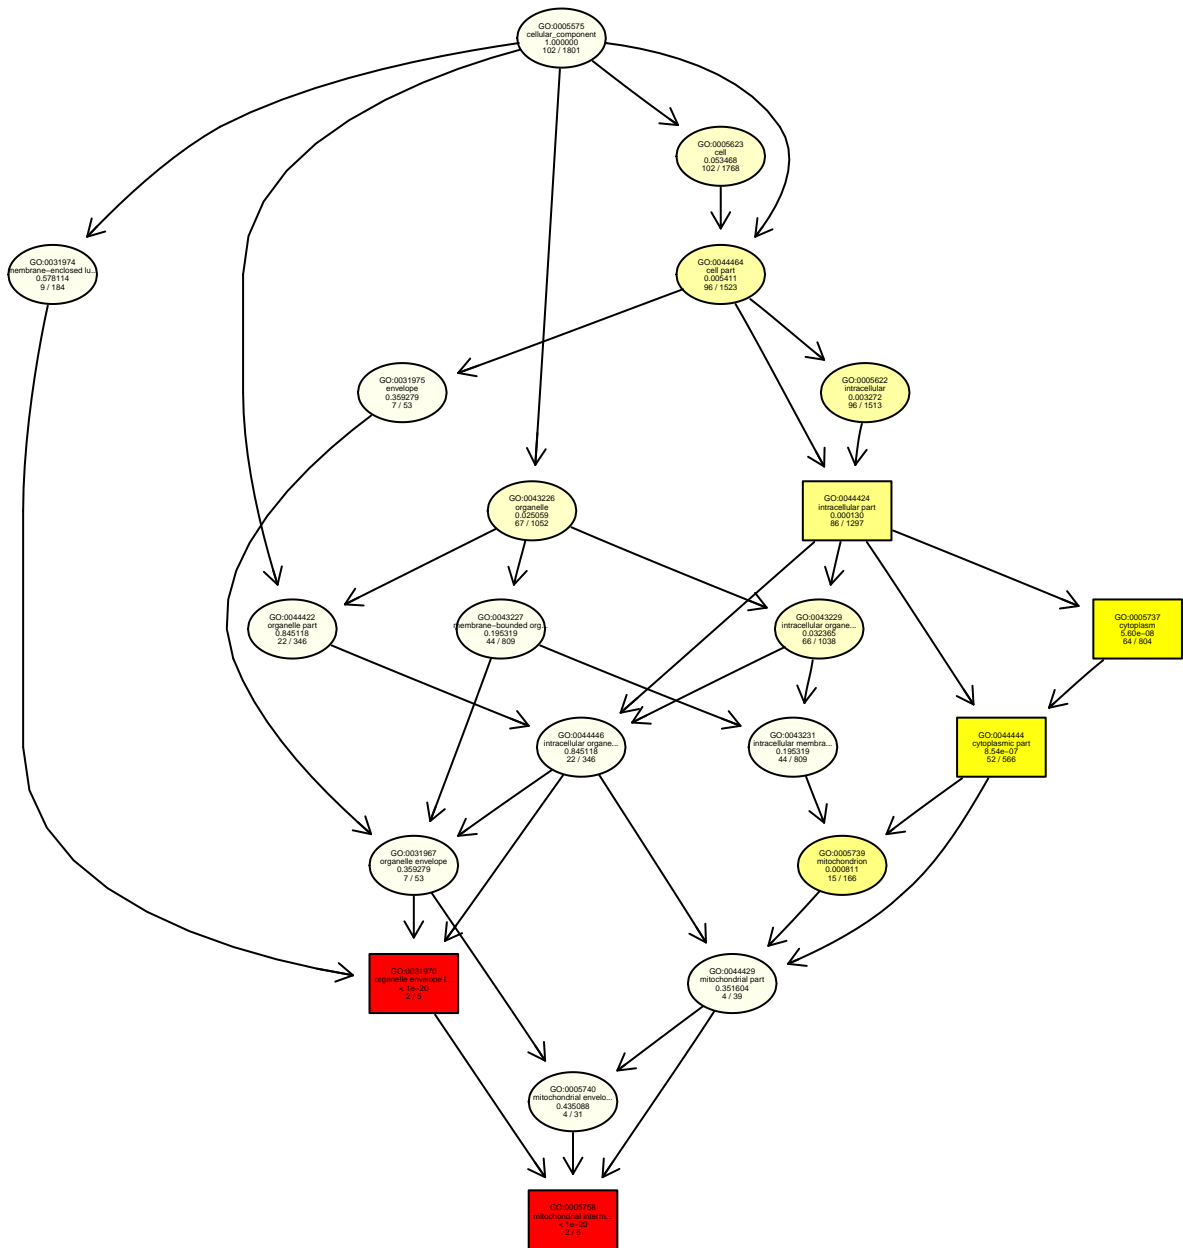 GO:0005575
cellular_component
1.000000
102 / 1801
GO:0005623
cell
0.053468
102 / 1768
GO:0031974
membrane−enclosed lu...
0.578114
9 / 184
GO:0044464
cell part
0.005411
96 / 1523
GO:0031975
envelope
0.359279
7 / 53
GO:0005622
intracellular
0.003272
96 / 1513
GO:0043226
organelle
0.025059
67 / 1052
GO:0044424
intracellular part
0.000130
86 / 1297
GO:0044422
organelle part
0.845118
22 / 346
GO:0043227
membrane−bounded org...
0.195319
44 / 809
GO:0043229
intracellular organe...
0.032365
66 / 1038
GO:0005737
cytoplasm
5.60e−08
64 / 804
GO:0044446
intracellular organe...
0.845118
22 / 346
GO:0043231
intracellular membra...
0.195319
44 / 809
GO:0044444
cytoplasmic part
8.54e−07
52 / 566
GO:0031967
organelle envelope
0.359279
7 / 53
GO:0005739
mitochondrion
0.000811
15 / 166
GO:0031970
organelle envelope l...
< 1e−20
2 / 5
GO:0044429
mitochondrial part
0.351604
4 / 39
GO:0005740
mitochondrial envelo...
0.435088
4 / 31
GO:0005758
mitochondrial interm...
< 1e−20
2 / 5